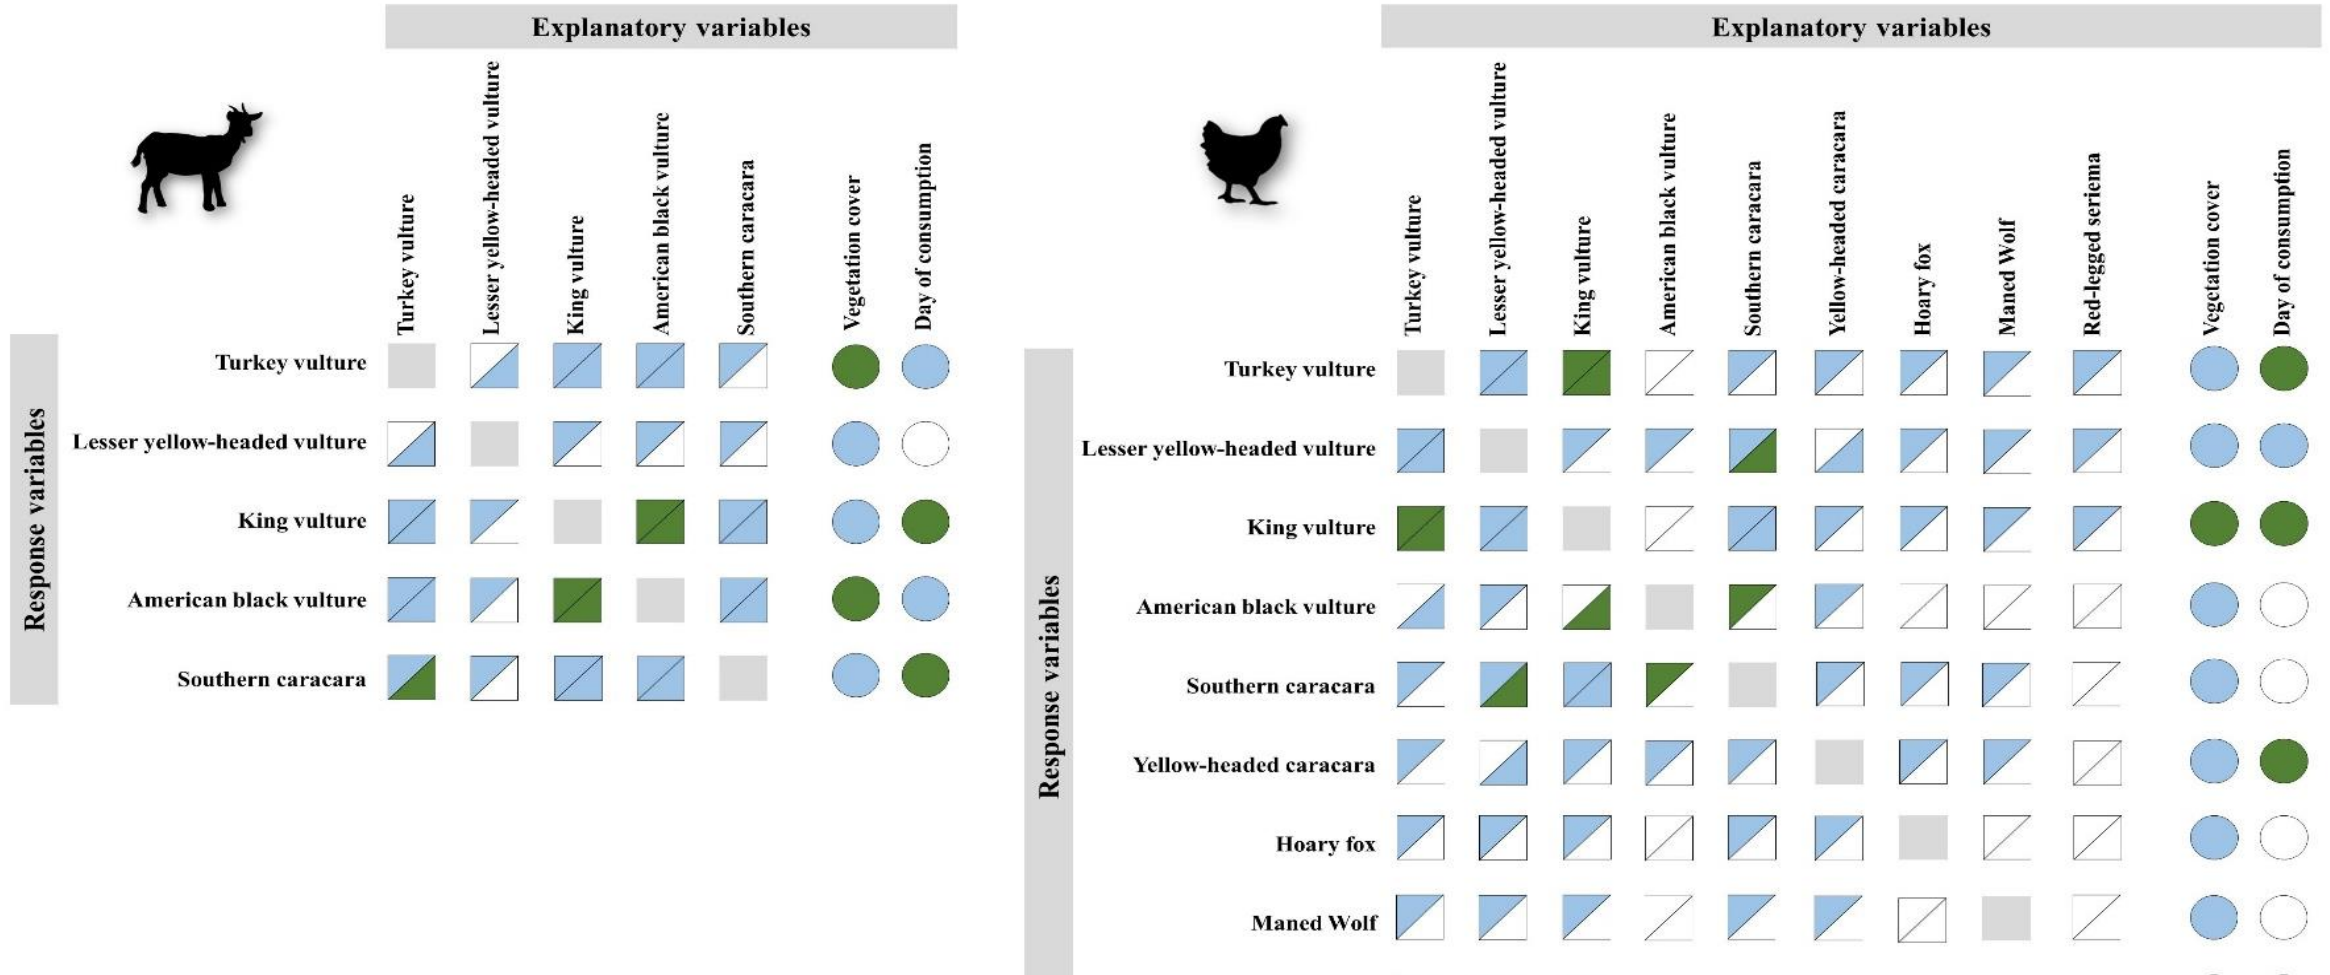 Explanatory variables
Turkey vulture
Lesser yellow-headed vulture
King vulture
American black vulture
Southern caracara
Vegetation cover
Day of consumption
Response variables
Turkey vulture
Lesser yellow-headed vulture
King vulture
American black vulture
Southern caracara
Explanatory variables
Turkey vulture
Lesser yellow-headed vulture
King vulture
American black vulture
Southern caracara
Yellow-headed caracara
Hoary fox
Maned Wolf
Red-legged seriema
Vegetation cover
Day of consumption
Response variables
Turkey vulture
Lesser yellow-headed vulture
King vulture
American black vulture
Southern caracara
Yellow-headed caracara
Hoary fox
Maned Wolf